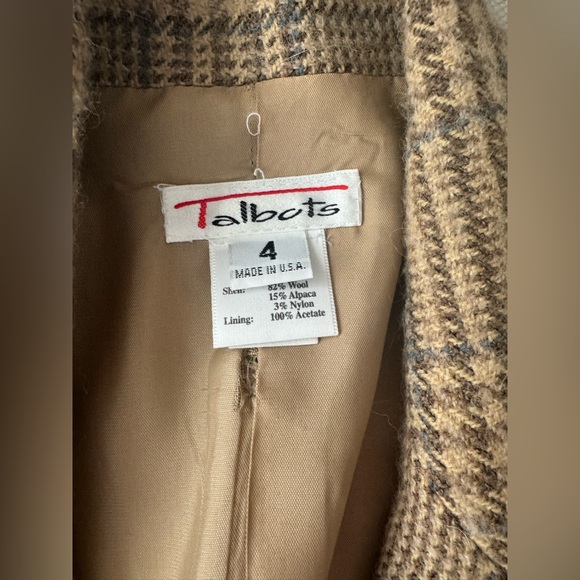 Talbots
4
MADE IN U.S.A.
Shell: 82% Wool
15% Alpaca
3% Nylon
Lining: 100% Acetate